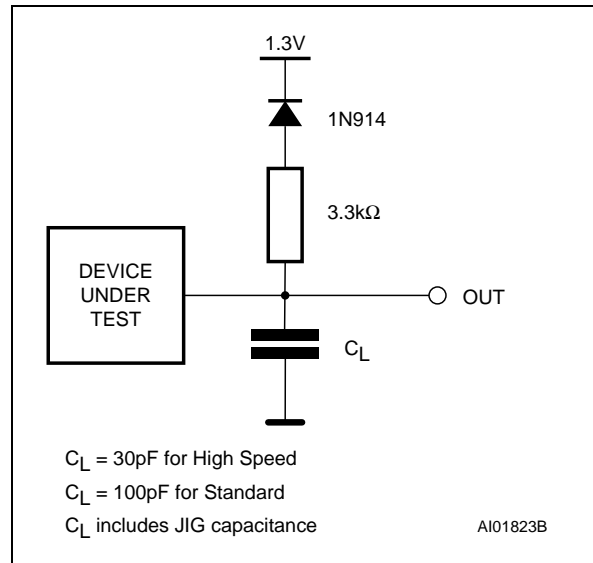 1.3V
1N914
3.3kΩ
DEVICE
UNDER
TEST
OUT
CL
CL = 30pF for High Speed
CL = 100pF for Standard
CL includes JIG capacitance
AI01823B